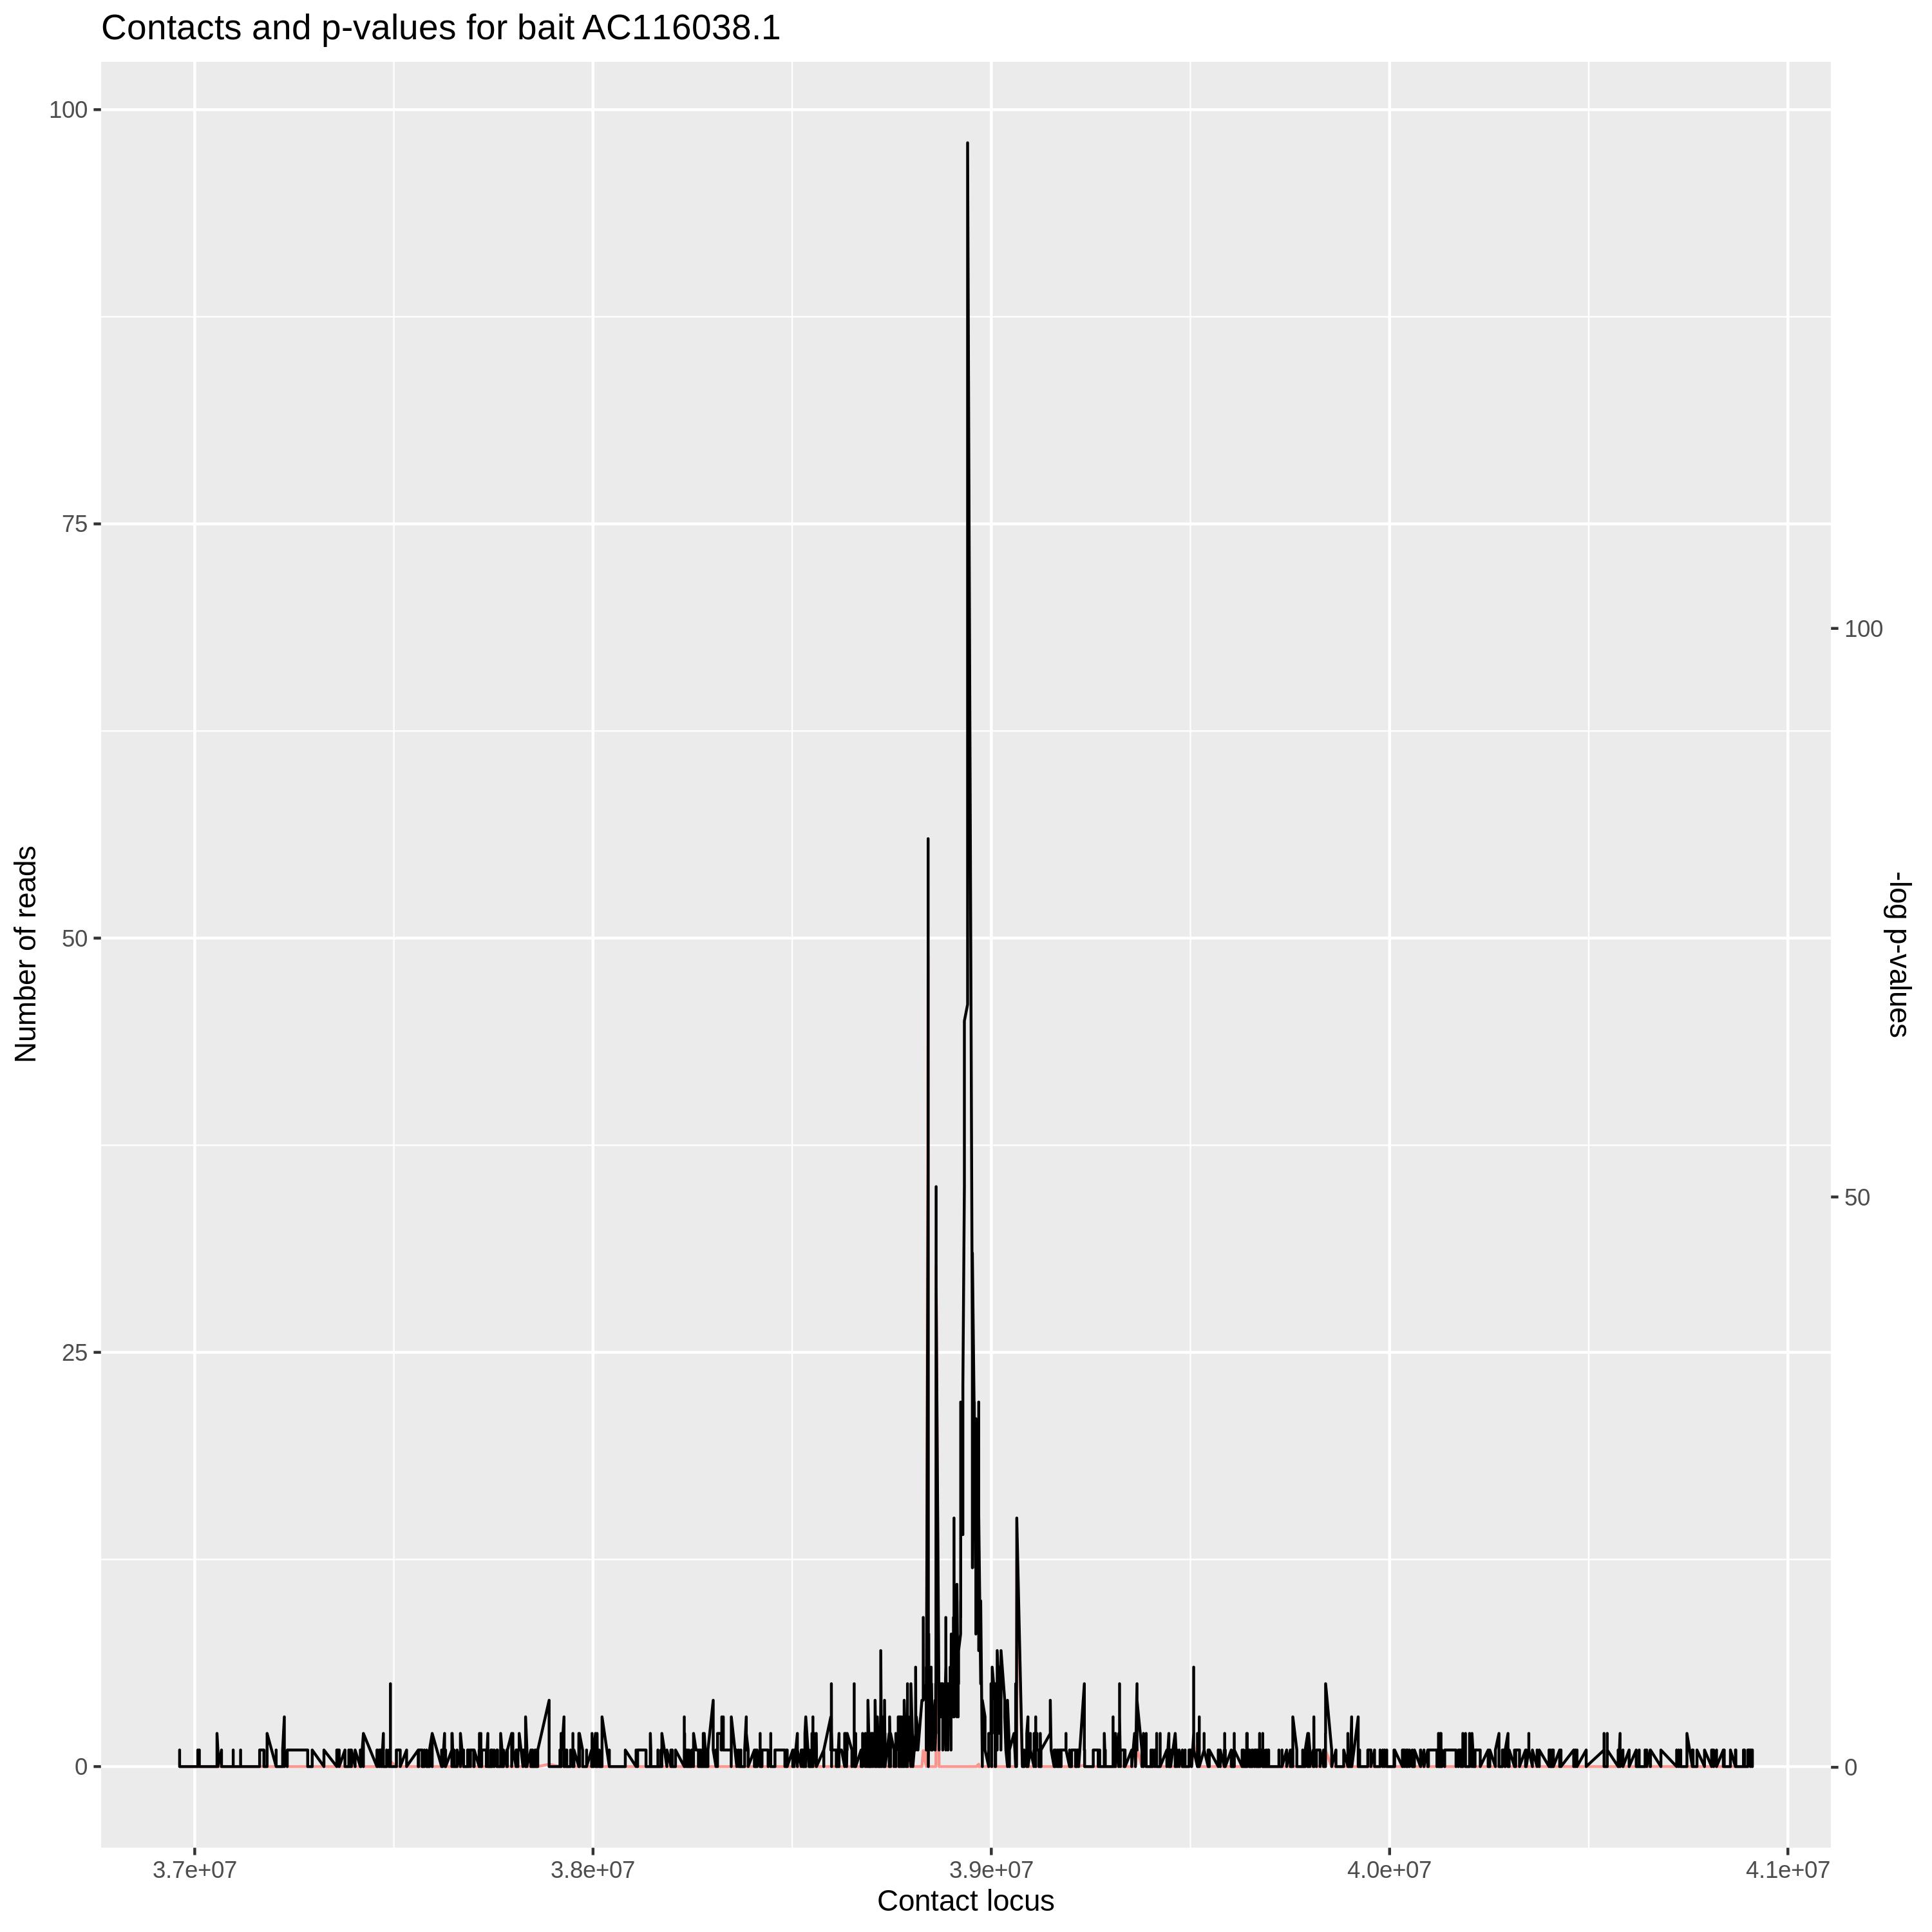 Contacts and p-values for bait AC116038.1
100
75
50
25
0
Number of reads
100
50
0
-log p-values
3.7e+07
3.8e+07
3.9e+07
4.0e+07
4.1e+07
Contact locus